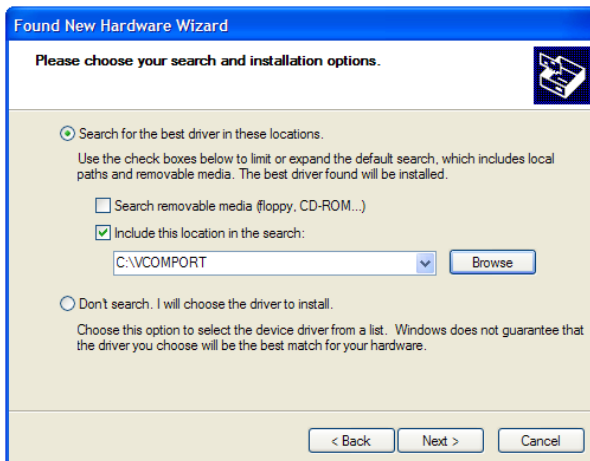 Found New Hardware Wizard
Please choose your search and installation options.
Search for the best driver in these locations.
Use the check boxes below to limit or expand the default search, which includes local
paths and removable media. The best driver found will be installed.
Search removable media (floppy, CD-ROM...)
Include this location in the search:
C:\VCOMPORT
Browse
Don't search. I will choose the driver to install.
Choose this option to select the device driver from a list. Windows does not guarantee that
the driver you choose will be the best match for your hardware.
< Back
Next >
Cancel